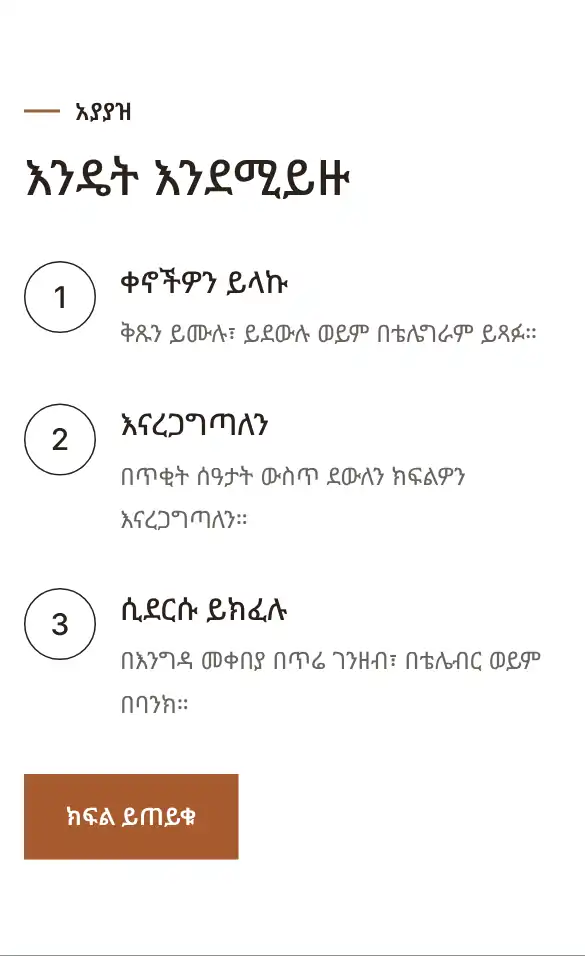 አያያዝ
እንዴት እንደሚይዙ
1
ቀኖችዎን ይላኩ
ቅጹን ይሙሉ፣ ይደውሉ ወይም በቴሌግራም ይጻፉ።
2
እናረጋግጣለን
በጥቂት ሰዓታት ውስጥ ደውለን ክፍልዎን
እናረጋግጣለን።
3
ሲደርሱ ይክፈሉ
በእንግዳ መቀበያ በጥሬ ገንዘብ፣ በቴሌብር ወይም
በባንክ።
ክፍል ይጠይቁ